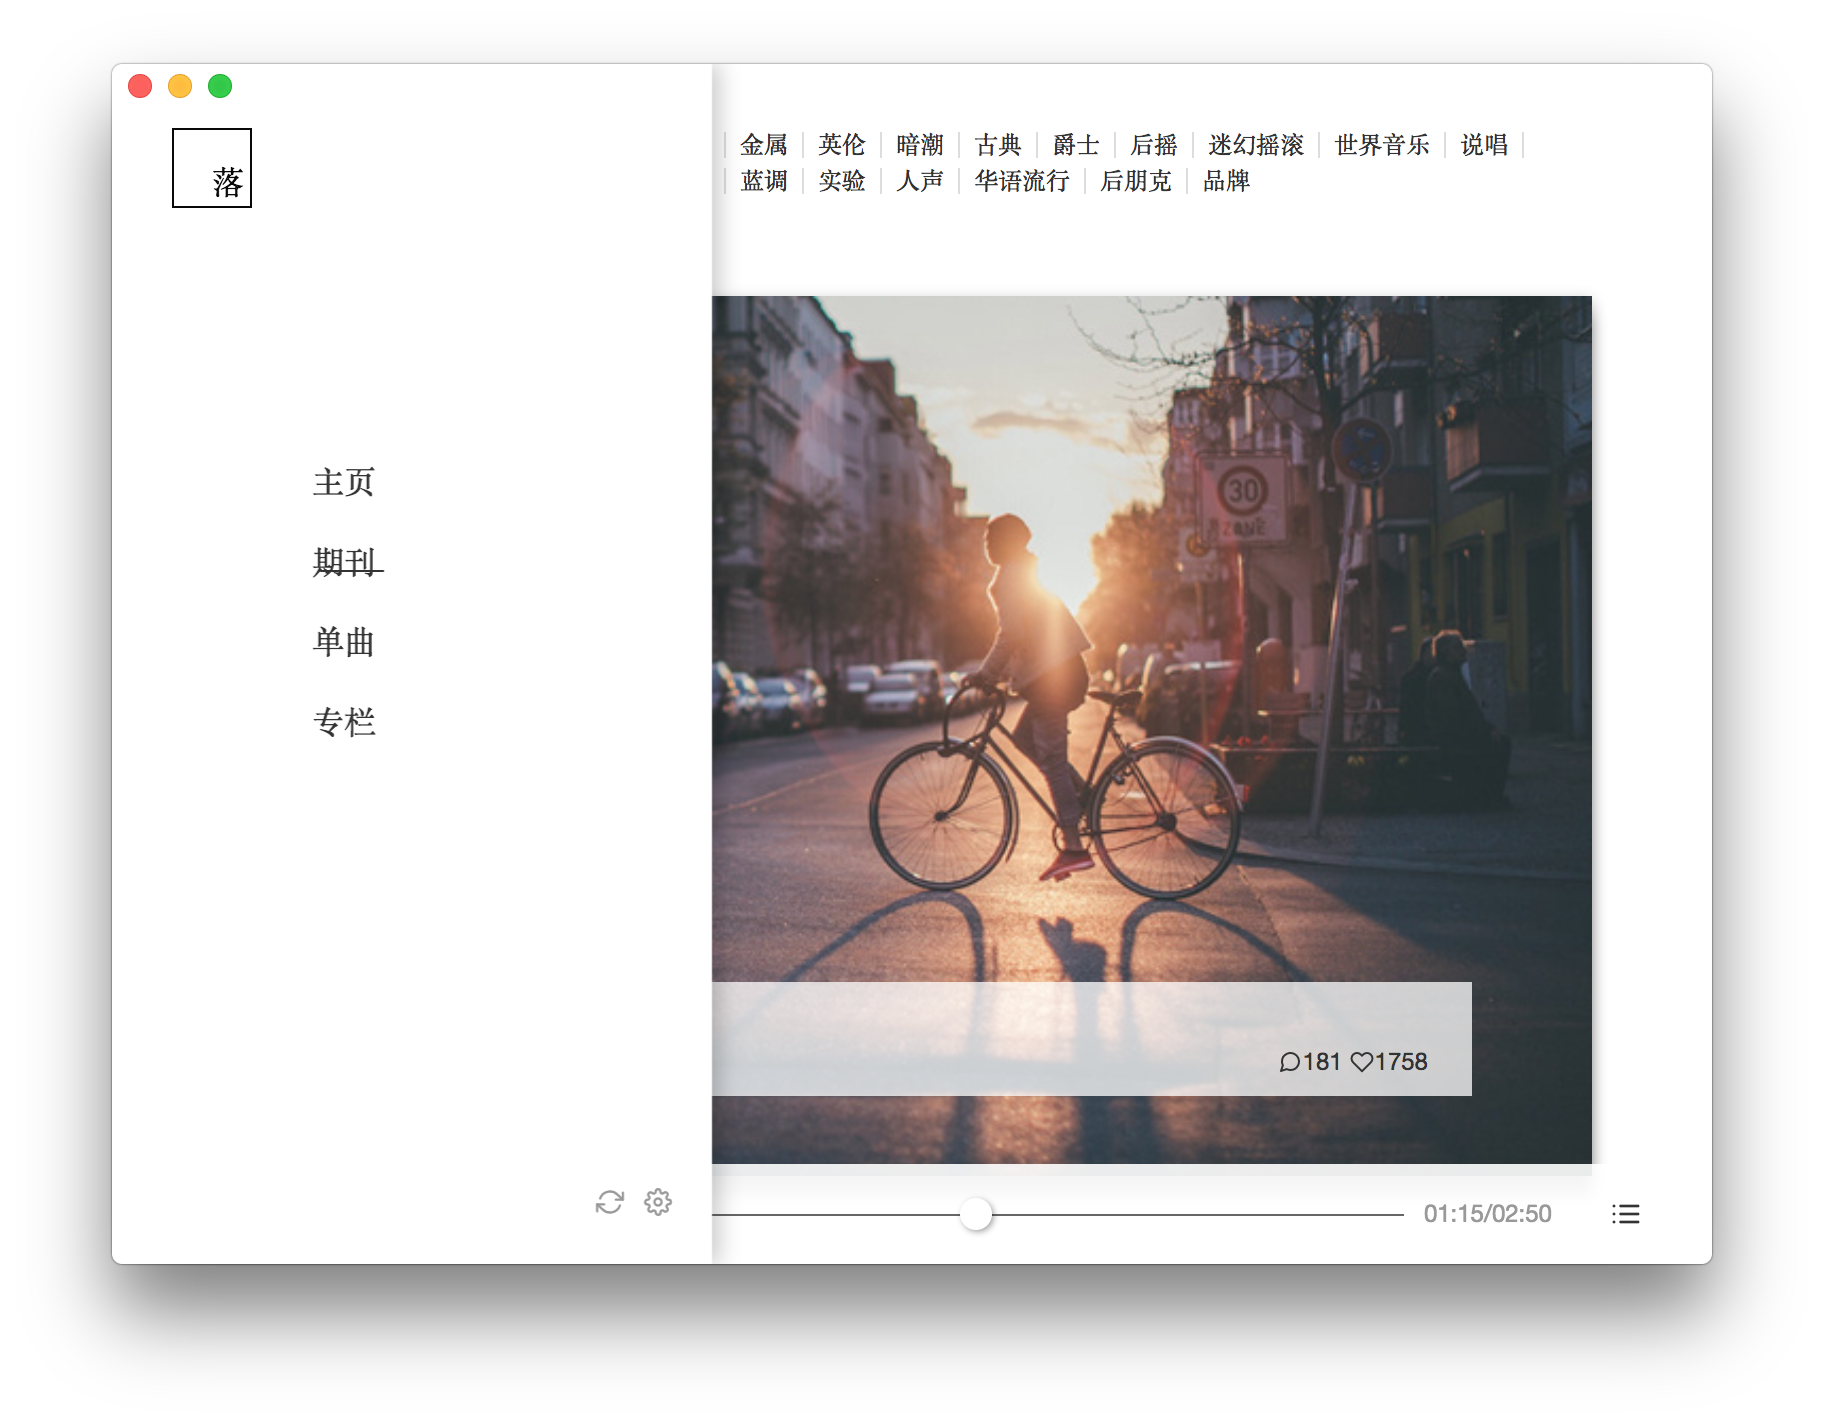 落
金属 英伦 暗潮 古典 爵士 后摇 迷幻摇滚 世界音乐 说唱
蓝调 实验 人声 华语流行 后朋克 品牌
主页
期刊
单曲
专栏
30
ZONE
181 1758
01:15/02:50